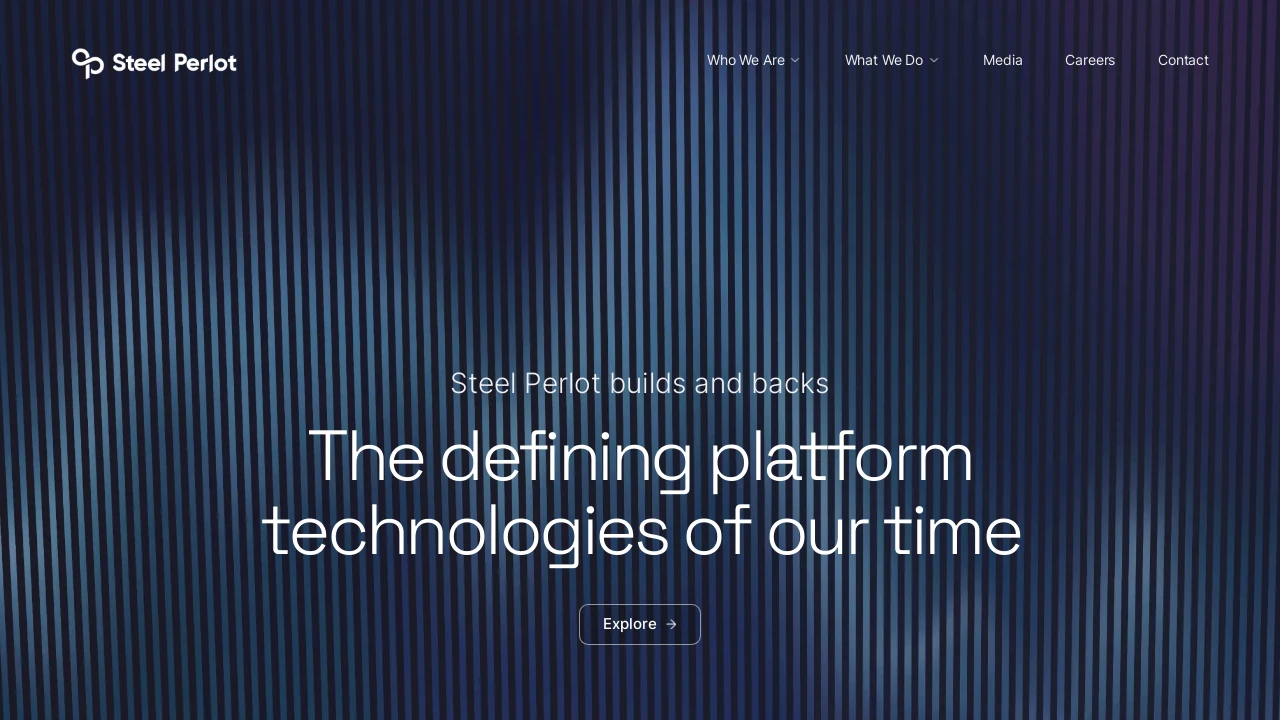 Steel Perlot
Who We Are
What We Do
Media
Careers
Contact
Steel Perlot builds and backs
The defining platform
technologies of our time
Explore